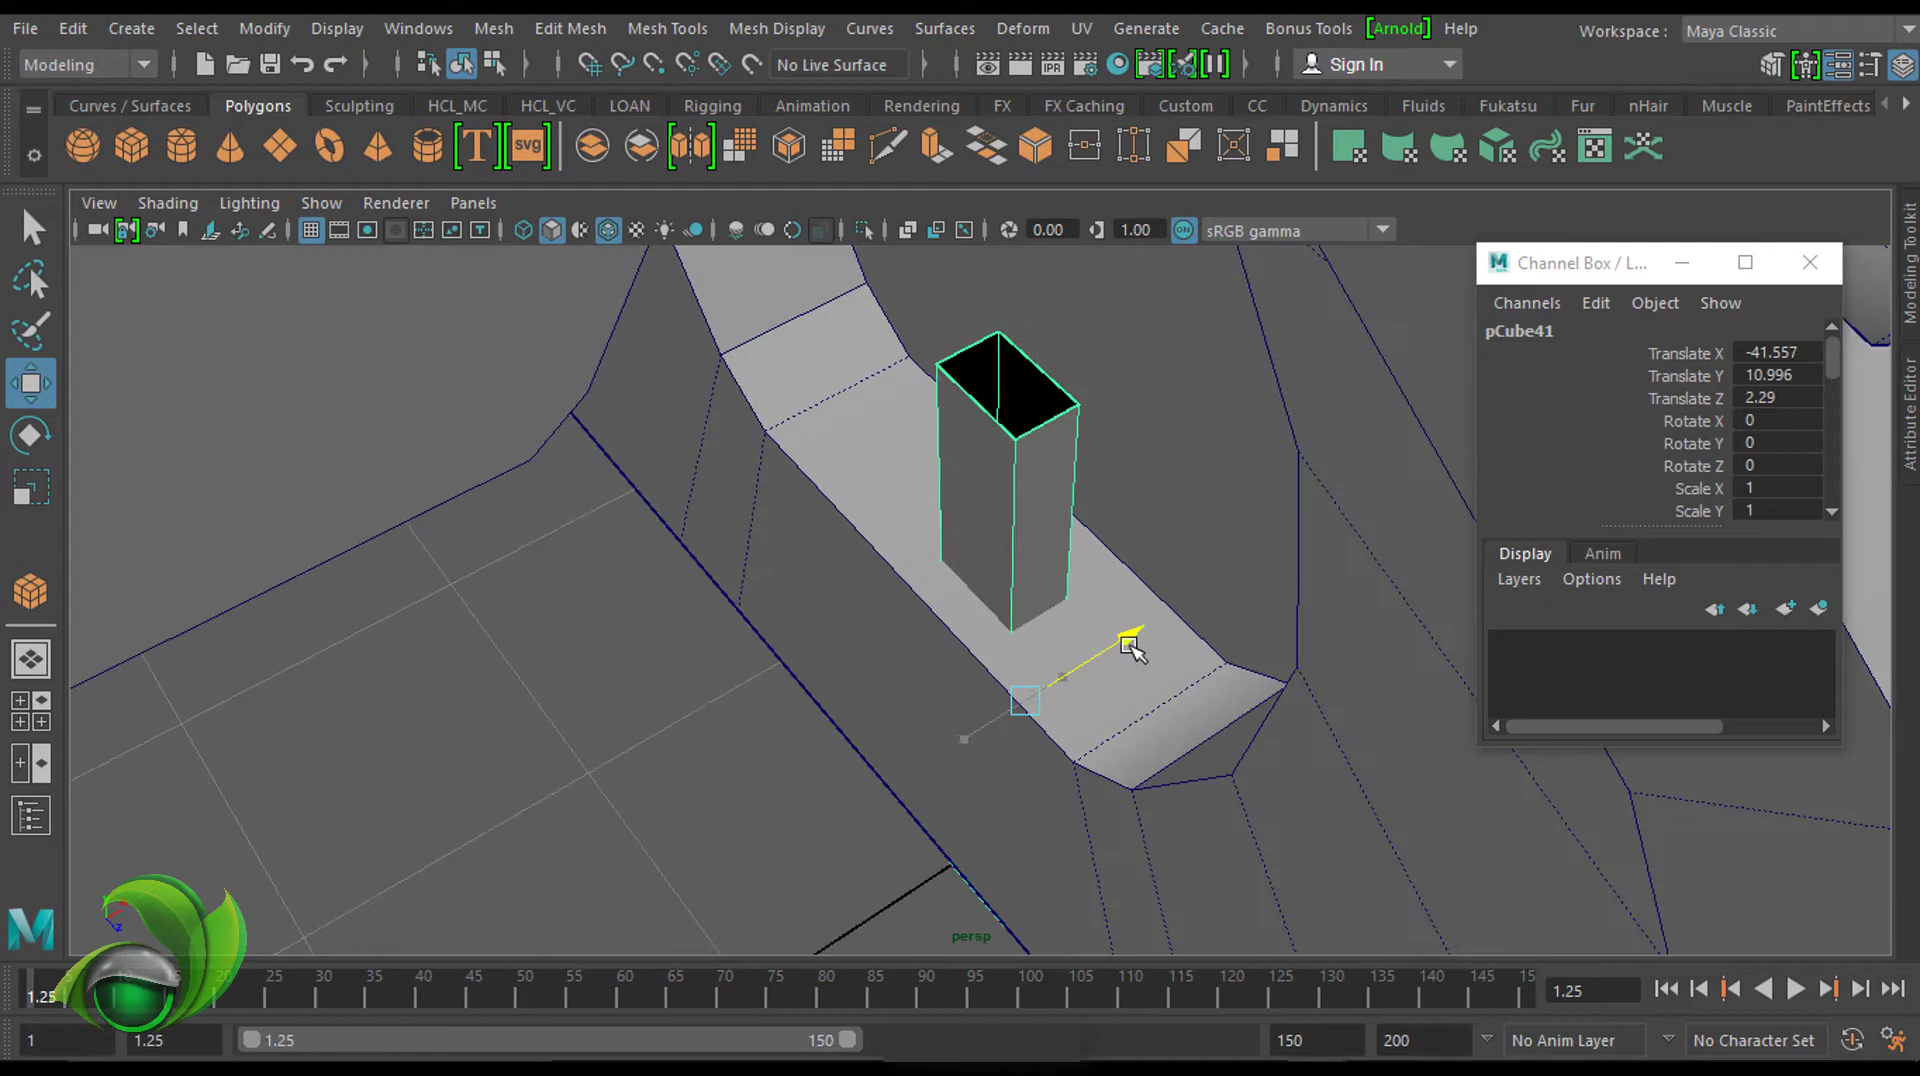 File Edit Create Select Modify Display Windows Mesh Edit Mesh Mesh Tools Mesh Display Curves Surfaces Deform UV Generate Cache Bonus Tools [Arnold] Help Workspace : Maya Classic
Modeling No Live Surface IPR Sign In
Curves / Surfaces Polygons Sculpting HCL_MC HCL_VC LOAN Rigging Animation Rendering FX FX Caching Custom CC Dynamics Fluids Fukatsu Fur nHair Muscle PaintEffects
T svg
View Shading Lighting Show Renderer Panels
0.00 1.00 ON sRGB gamma
Channel Box / L...
Channels Edit Object Show
pCube41
Translate X -41.557
Translate Y 10.996
Translate Z 2.29
Rotate X 0
Rotate Y 0
Rotate Z 0
Scale X 1
Scale Y 1
Display Anim
Layers Options Help
Modeling Toolkit
Attribute Editor
persp
z
5 10 15 20 25 30 35 40 45 50 55 60 65 70 75 80 85 90 95 100 105 110 115 120 125 130 135 140 145 15
1.25 1.25
1 1.25 1.25 150 150 200 No Anim Layer No Character Set